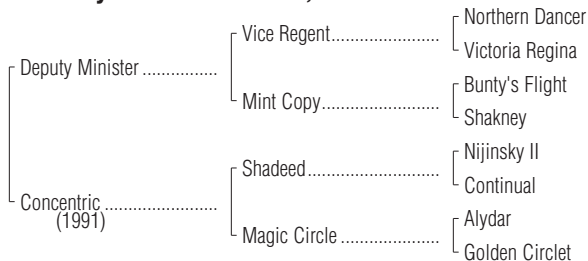 Northern Dancer
Vice Regent
Victoria Regina
Deputy Minister
Bunty's Flight
Mint Copy
Shakney
Nijinsky II
Shadeed
Continual
Concentric
(1991)
Alydar
Magic Circle
Golden Circlet